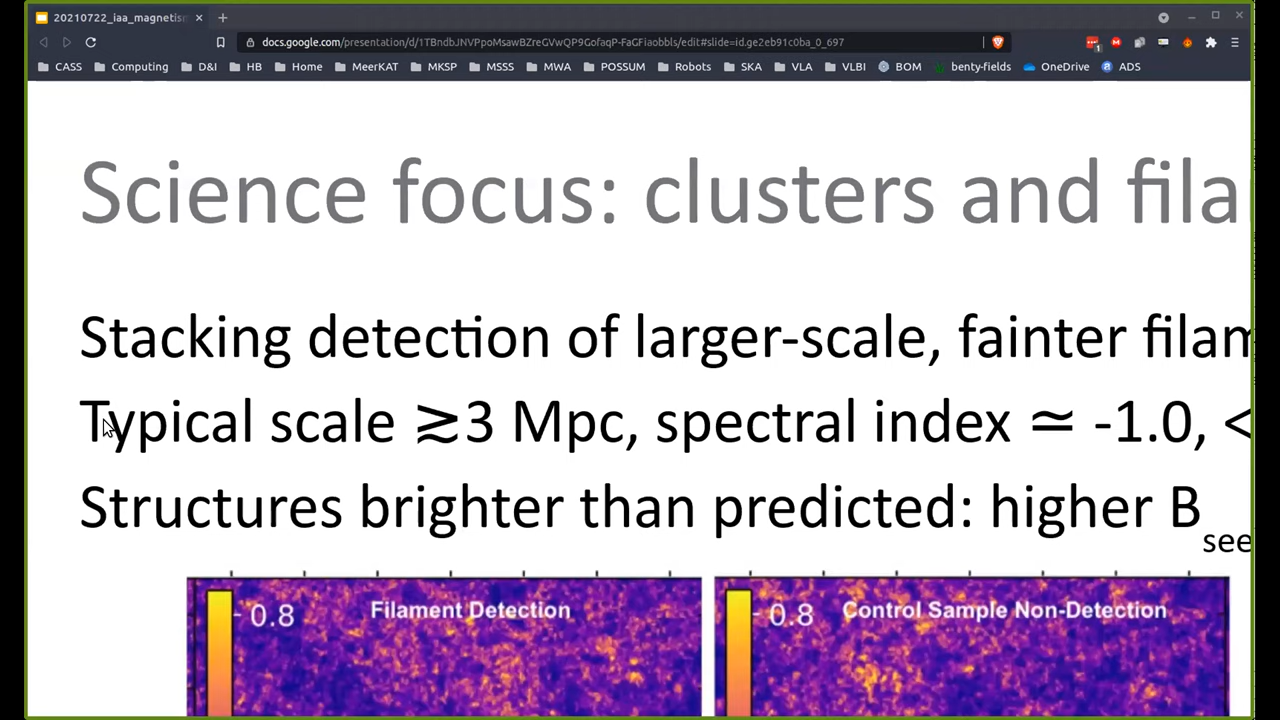 20210722_iaa_magnetism
docs.google.com/presentation/d/1TBndbJNVPpoMsawBZreGVwQP9GofaqP-FaGFiaobbls/edit#slide=id.ge2eb91c0ba_0_697
CASS Computing D&I HB Home MeerKAT MKSP MSSS MWA POSSUM Robots SKA VLA VLBI BOM benty-fields OneDrive ADS
Science focus: clusters and fila
Stacking detection of larger-scale, fainter filam
Typical scale ≳3 Mpc, spectral index ≃ -1.0, <
Structures brighter than predicted: higher B
see
0.8 Filament Detection
0.8 Control Sample Non-Detection